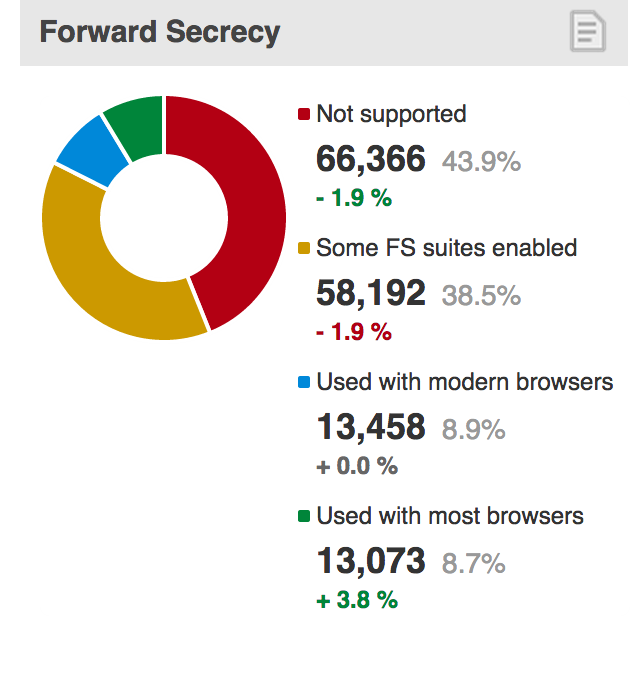 Forward Secrecy
Not supported
66,366 43.9%
- 1.9 %
Some FS suites enabled
58,192 38.5%
- 1.9 %
Used with modern browsers
13,458 8.9%
+ 0.0 %
Used with most browsers
13,073 8.7%
+ 3.8 %